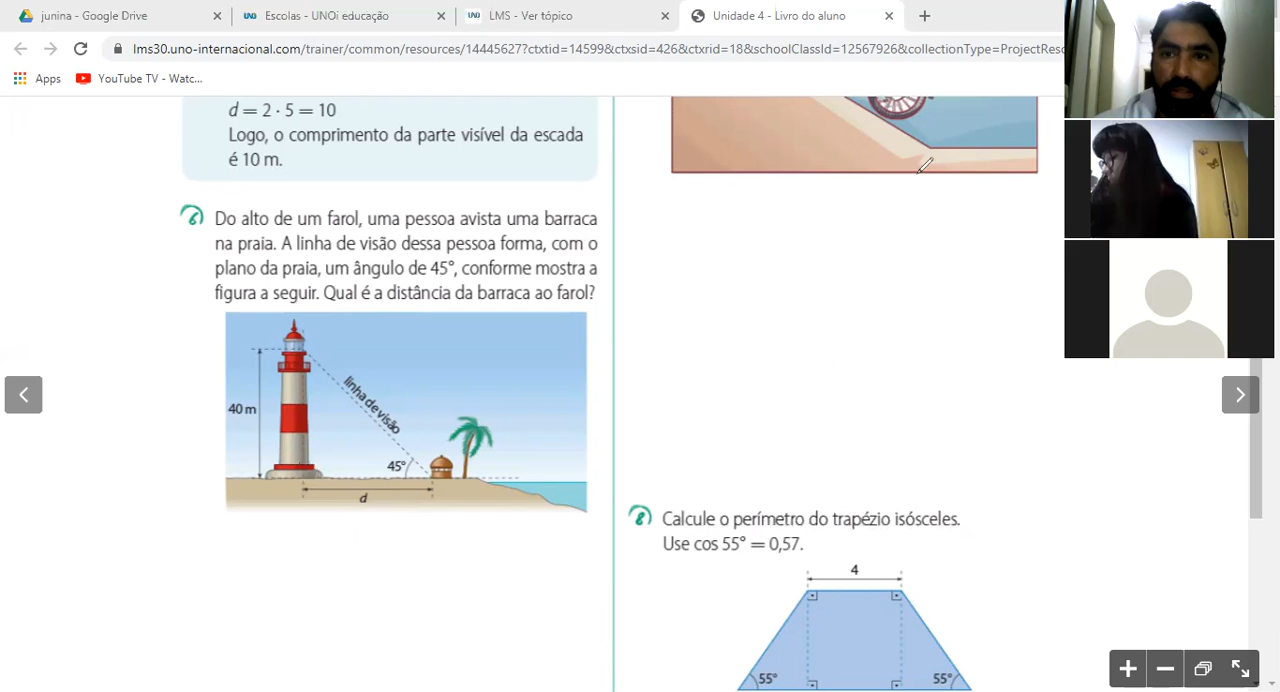 junina - Google Drive
UNO Escolas - UNOi educação
UNO LMS - Ver tópico
Unidade 4 - Livro do aluno
lms30.uno-internacional.com/trainer/common/resources/14445627?ctxtid=14599&ctxsid=426&ctxrid=18&schoolClassId=12567926&collectionType=ProjectReso
Apps
YouTube TV - Watc...
d = 2 · 5 = 10
Logo, o comprimento da parte visível da escada
é 10 m.
6 Do alto de um farol, uma pessoa avista uma barraca
na praia. A linha de visão dessa pessoa forma, com o
plano da praia, um ângulo de 45°, conforme mostra a
figura a seguir. Qual é a distância da barraca ao farol?
40 m
linha de visão
45°
d
8 Calcule o perímetro do trapézio isósceles.
Use cos 55° = 0,57.
4
55°
55°